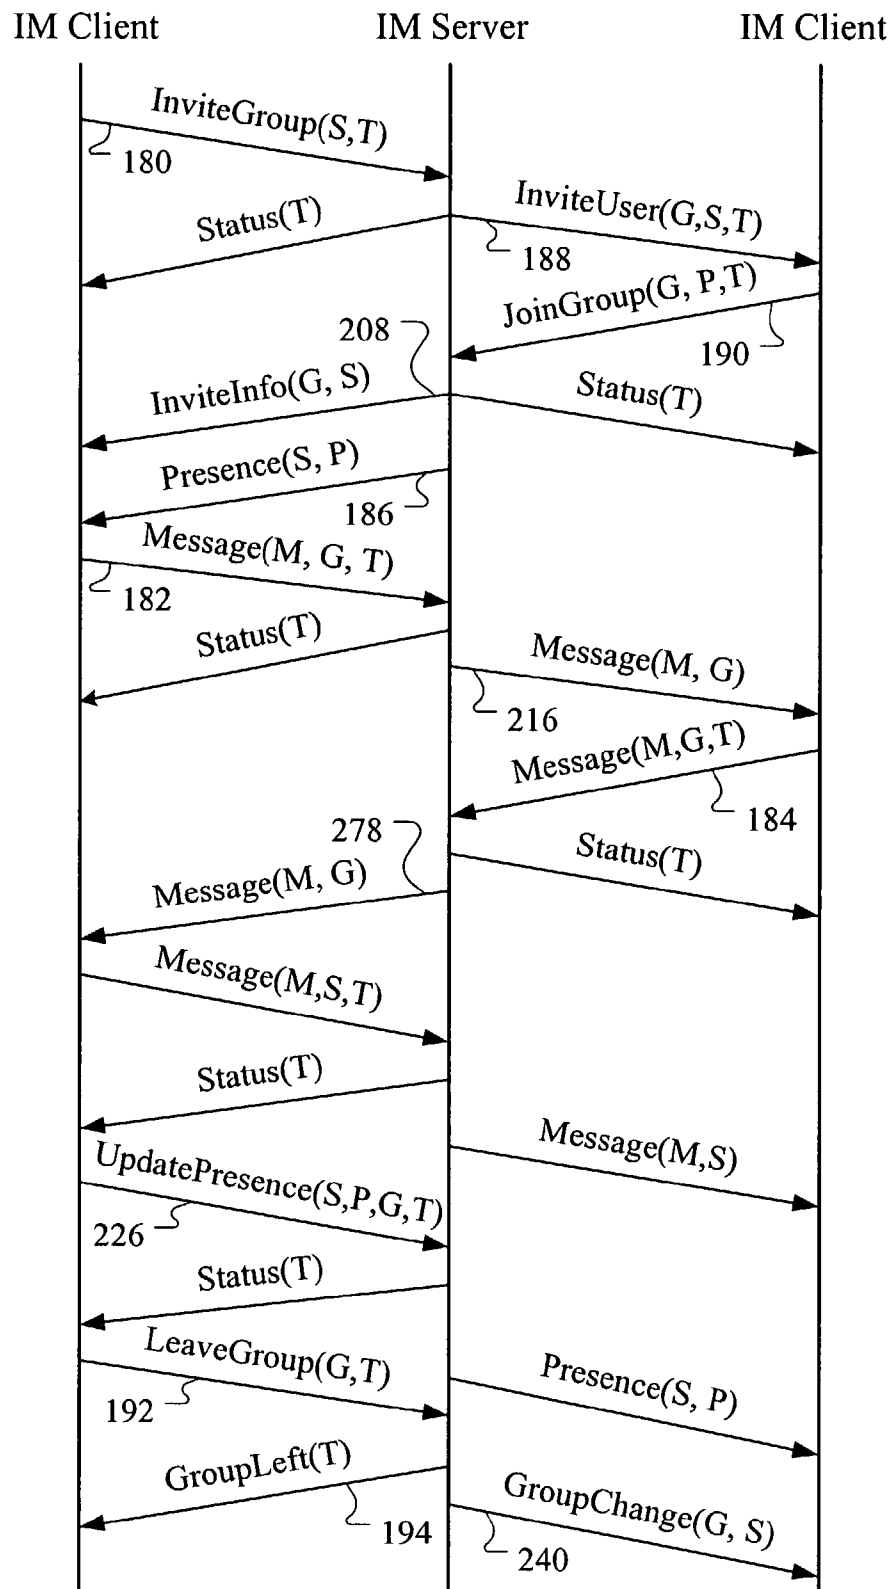 IM Client
IM Server
IM Client
InviteGroup(S,T)
180
InviteUser(G,S,T)
Status(T)
188
JoinGroup(G, P,T)
208
190
InviteInfo(G, S)
Status(T)
Presence(S, P)
186
Message(M, G, T)
182
Status(T)
Message(M, G)
216
Message(M,G,T)
184
278
Status(T)
Message(M, G)
Message(M,S,T)
Status(T)
Message(M,S)
UpdatePresence(S,P,G,T)
226
Status(T)
LeaveGroup(G,T)
Presence(S, P)
192
GroupLeft(T)
GroupChange(G, S)
194
240